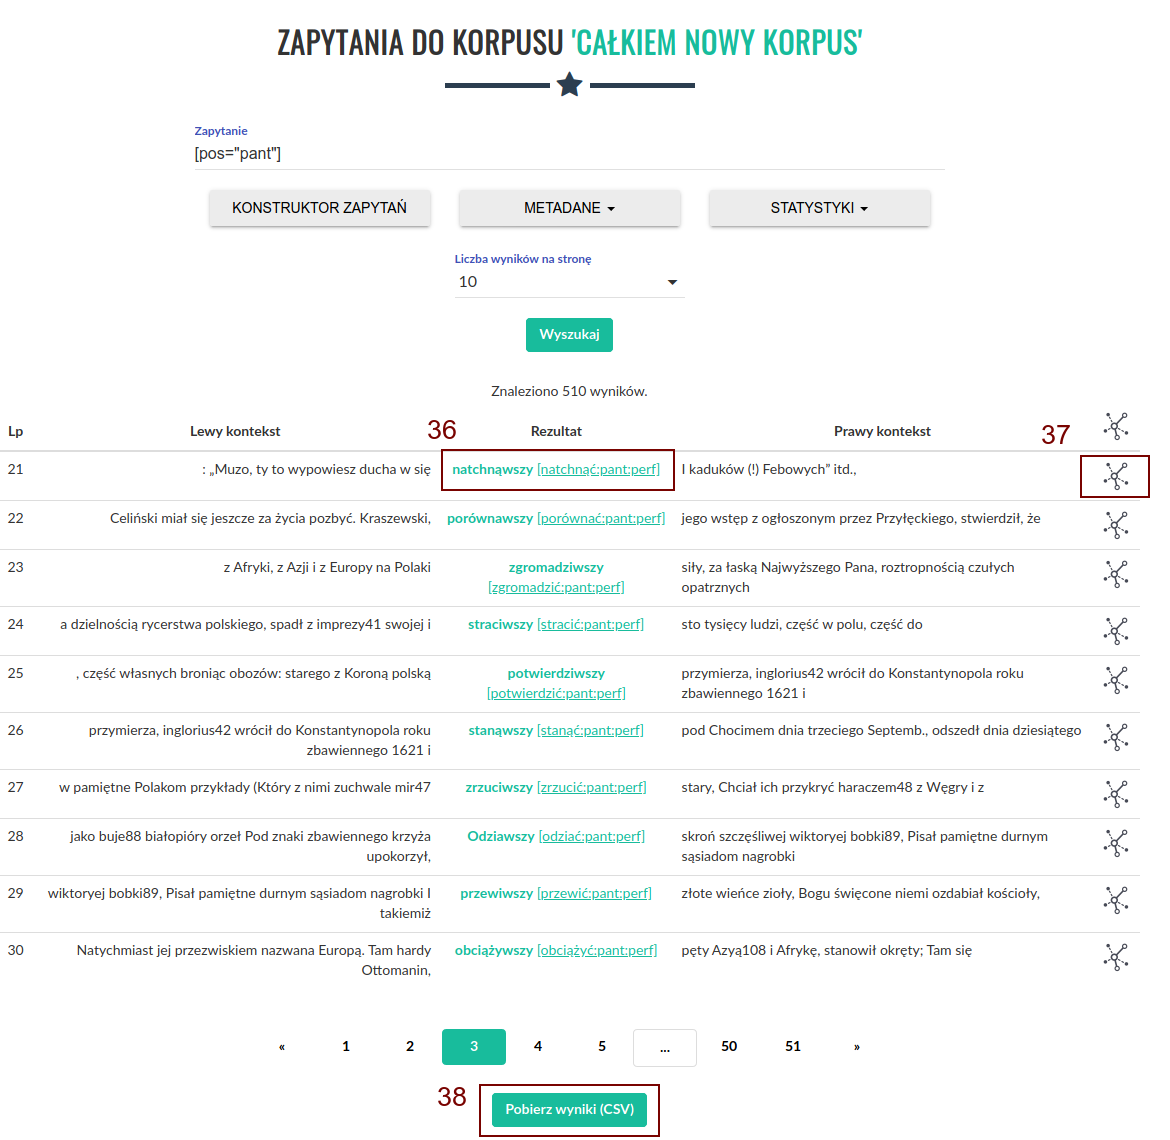 ZAPYTANIA DO KORPUSU 'CAŁKIEM NOWY KORPUS'
Zapytanie
[pos="pant"]
KONSTRUKTOR ZAPYTAŃ METADANE STATYSTYKI
Liczba wyników na stronę
10
Wyszukaj
Znaleziono 510 wyników.
36 37
Lp Lewy kontekst Rezultat Prawy kontekst
21 : „Muzo, ty to wypowiesz ducha w się natchnąwszy [natchnąć:pant:perf] I kaduków (!) Febowych” itd.,
22 Celiński miał się jeszcze za życia pozbyć. Kraszewski, porównawszy [porównać:pant:perf] jego wstęp z ogłoszonym przez Przyłęckiego, stwierdził, że
23 z Afryki, z Azji i z Europy na Polaki zgromadziwszy siły, za łaską Najwyższego Pana, roztropnością czułych
[zgromadzić:pant:perf] opatrznych
24 a dzielnością rycerstwa polskiego, spadł z imprezy41 swojej i straciwszy [stracić:pant:perf] sto tysięcy ludzi, część w polu, część do
25 , część własnych broniąc obozów: starego z Koroną polską potwierdziwszy przymierza, inglorius42 wrócił do Konstantynopola roku
[potwierdzić:pant:perf] zbawiennego 1621 i
26 przymierza, inglorius42 wrócił do Konstantynopola roku stanąwszy [stanąć:pant:perf] pod Chocimem dnia trzeciego Septemb., odszedł dnia dziesiątego
zbawiennego 1621 i
27 w pamiętne Polakom przykłady (Który z nimi zuchwale mir47 zrzuciwszy [zrzucić:pant:perf] stary, Chciał ich przykryć haraczem48 z Węgry i z
28 jako buje88 białopióry orzeł Pod znaki zbawiennego krzyża Odziawszy [odziać:pant:perf] skroń szczęśliwej wiktoryej bobki89, Pisał pamiętne durnym
upokorzył, sąsiadom nagrobki
29 wiktoryej bobki89, Pisał pamiętne durnym sąsiadom nagrobki I przewiwszy [przewić:pant:perf] złote wieńce zioły, Bogu święcone niemi ozdabiał kościoły,
takiemiż
30 Natychmiast jej przezwiskiem nazwana Europą. Tam hardy obciążywszy [obciążyć:pant:perf] pęty Azyą108 i Afrykę, stanowił okręty; Tam się
Ottomanin,
« 1 2 3 4 5 ... 50 51 »
38 Pobierz wyniki (CSV)